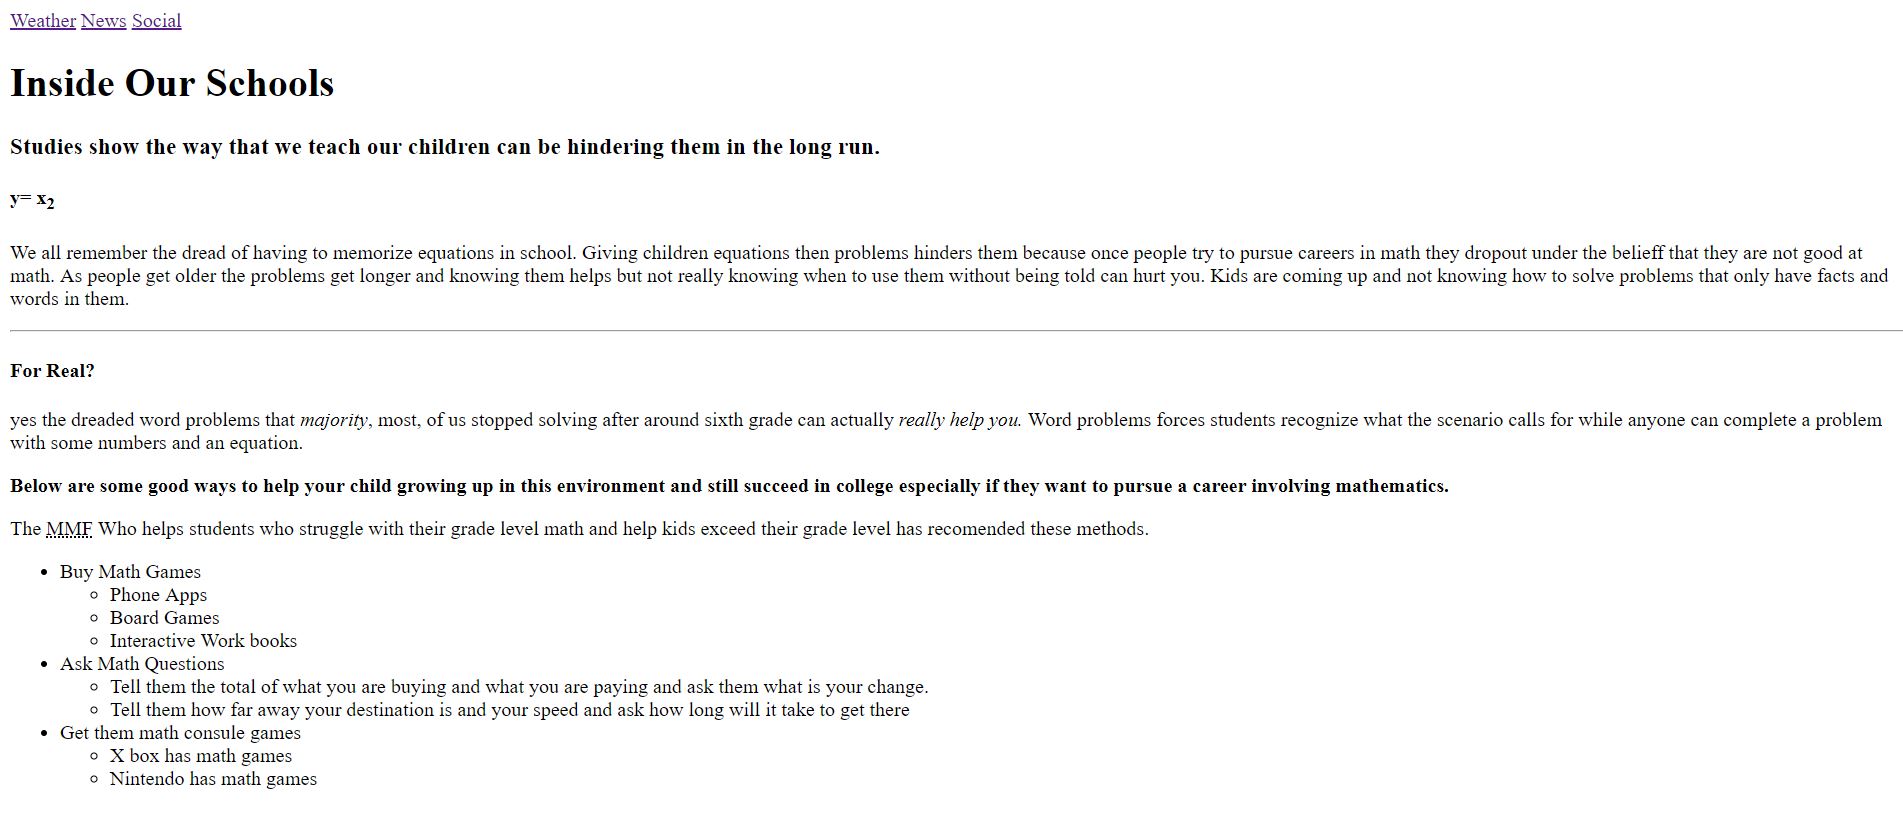 Weather News Social
Inside Our Schools
Studies show the way that we teach our children can be hindering them in the long run.
y= x₂
We all remember the dread of having to memorize equations in school. Giving children equations then problems hinders them because once people try to pursue careers in math they dropout under the belieff that they are not good at
math. As people get older the problems get longer and knowing them helps but not really knowing when to use them without being told can hurt you. Kids are coming up and not knowing how to solve problems that only have facts and
words in them.
For Real?
yes the dreaded word problems that majority, most, of us stopped solving after around sixth grade can actually really help you. Word problems forces students recognize what the scenario calls for while anyone can complete a problem
with some numbers and an equation.
Below are some good ways to help your child growing up in this environment and still succeed in college especially if they want to pursue a career involving mathematics.
The MMF Who helps students who struggle with their grade level math and help kids exceed their grade level has recomended these methods.
Buy Math Games
Phone Apps
Board Games
Interactive Work books
Ask Math Questions
Tell them the total of what you are buying and what you are paying and ask them what is your change.
Tell them how far away your destination is and your speed and ask how long will it take to get there
Get them math consule games
X box has math games
Nintendo has math games